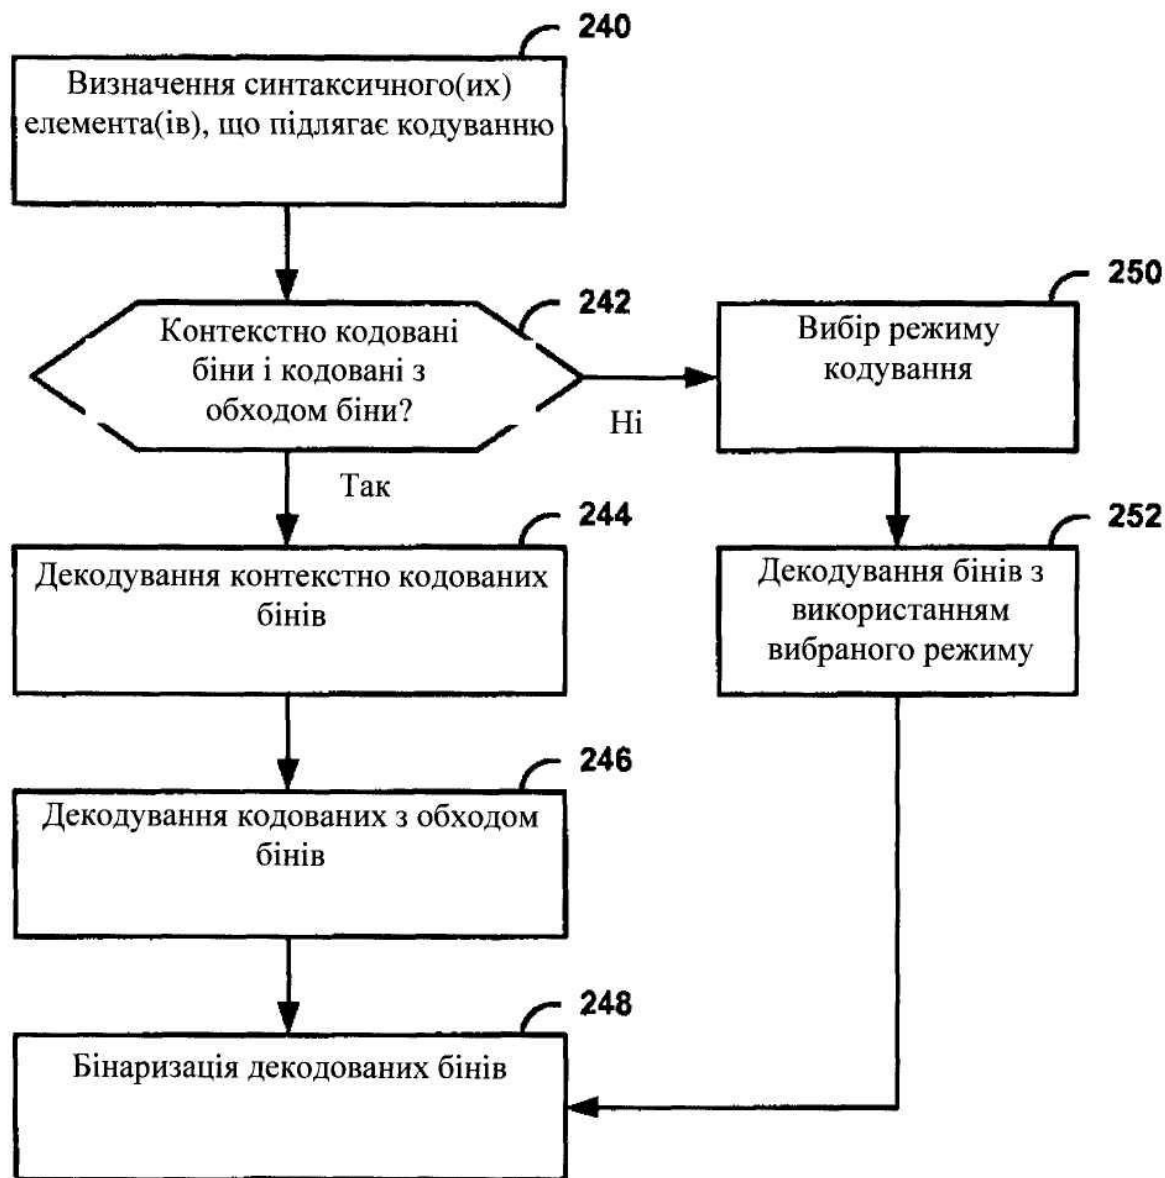 240
Визначення синтаксичного(их)
елемента(ів), що підлягає кодуванню
242
Контекстно кодовані
біни і кодовані з
обходом біни?
Ні
Так
250
Вибір режиму
кодування
244
Декодування контекстно кодованих
бінів
252
Декодування бінів з
використанням
вибраного режиму
246
Декодування кодованих з обходом
бінів
248
Бінаризація декодованих бінів